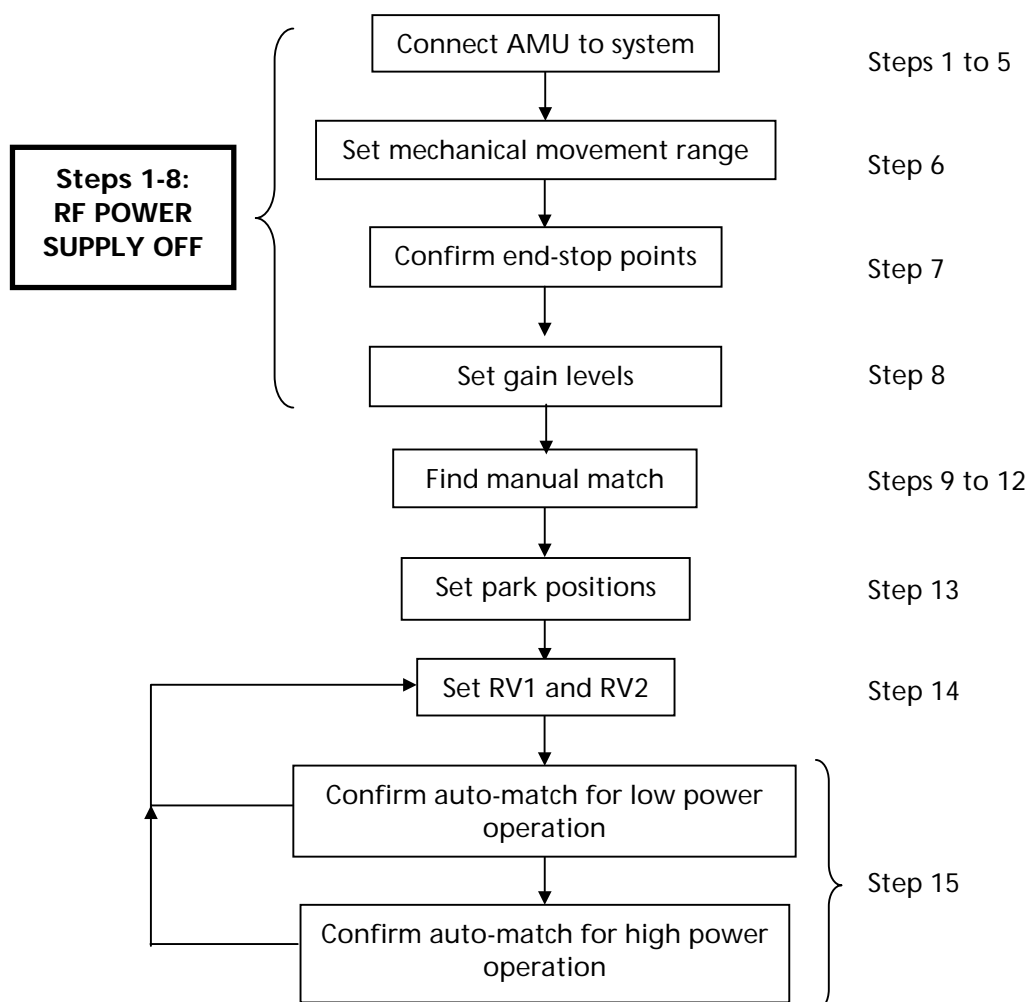 Connect AMU to system
Steps 1 to 5
Set mechanical movement range
Step 6
Steps 1-8:
RF POWER
SUPPLY OFF
Confirm end-stop points
Step 7
Set gain levels
Step 8
Find manual match
Steps 9 to 12
Set park positions
Step 13
Set RV1 and RV2
Step 14
Confirm auto-match for low power
operation
Step 15
Confirm auto-match for high power
operation